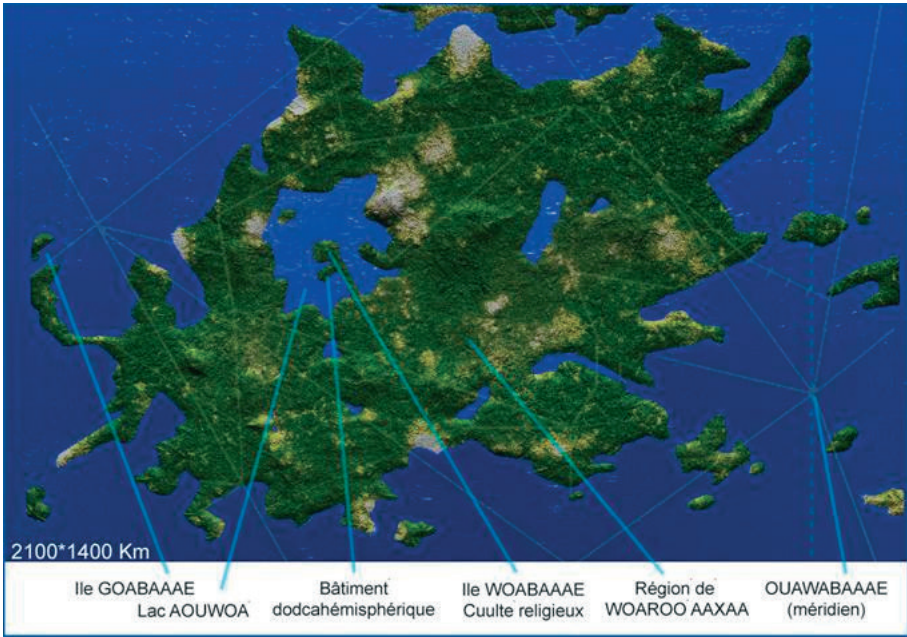 2100*1400 Km
Ile GOABAAAE
Lac AOUWOA
Bâtiment
dodcahémisphérique
Ile WOABAAAE
Cuulte religieux
Région de
WOAROO AAXAA
OUAWABAAAE
(méridien)